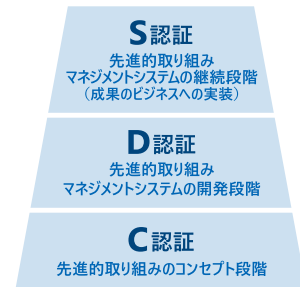 S認証
先進的取り組み
マネジメントシステムの継続段階
（成果のビジネスへの実装）
D認証
先進的取り組み
マネジメントシステムの開発段階
C認証
先進的取り組みのコンセプト段階